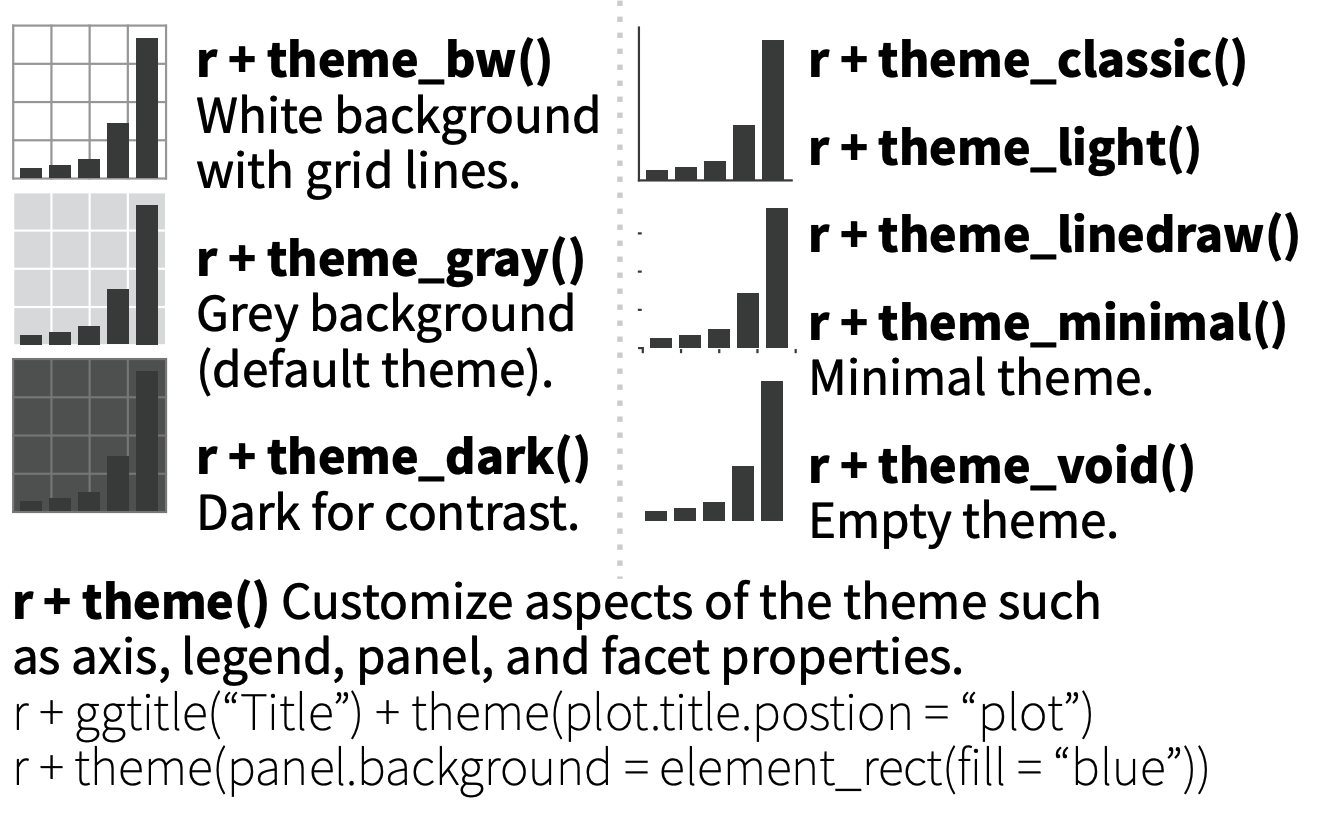 r + theme_bw()
White background
with grid lines.
r + theme_gray()
Grey background
(default theme).
r + theme_dark()
Dark for contrast.
r + theme_classic()
r + theme_light()
r + theme_linedraw()
r + theme_minimal()
Minimal theme.
r + theme_void()
Empty theme.
r + theme() Customize aspects of the theme such
as axis, legend, panel, and facet properties.
r + ggtitle(“Title”) + theme(plot.title.postion = “plot”)
r + theme(panel.background = element_rect(fill = “blue”))